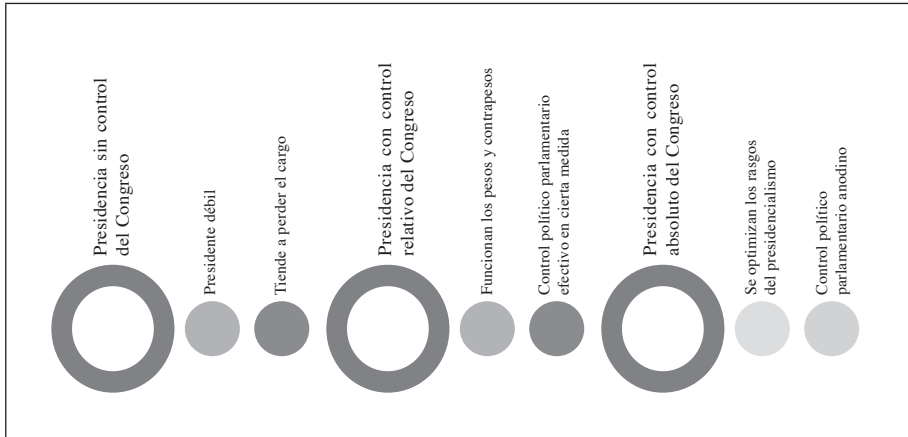 Presidencia sin control
del Congreso
Presidente débil
Tiende a perder el cargo
Presidencia con control
relativo del Congreso
Funcionan los pesos y contrapesos
Control político parlamentario
efectivo en cierta medida
Presidencia con control
absoluto del Congreso
Se optimizan los rasgos
del presidencialismo
Control político
parlamentario anodino